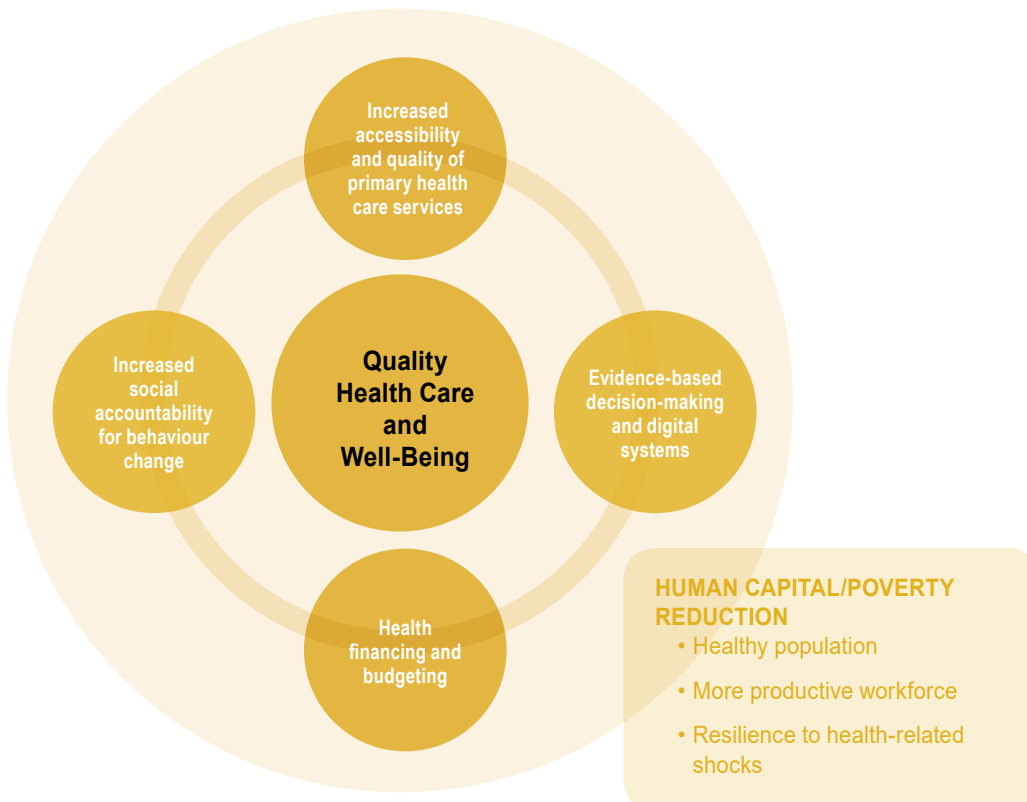 Increased
accessibility
and quality of
primary health
care services
Increased
social
accountability
for behaviour
change
Quality
Health Care
and
Well-Being
Evidence-based
decision-making
and digital
systems
Health
financing and
budgeting
HUMAN CAPITAL/POVERTY
REDUCTION
• Healthy population
• More productive workforce
• Resilience to health-related
shocks